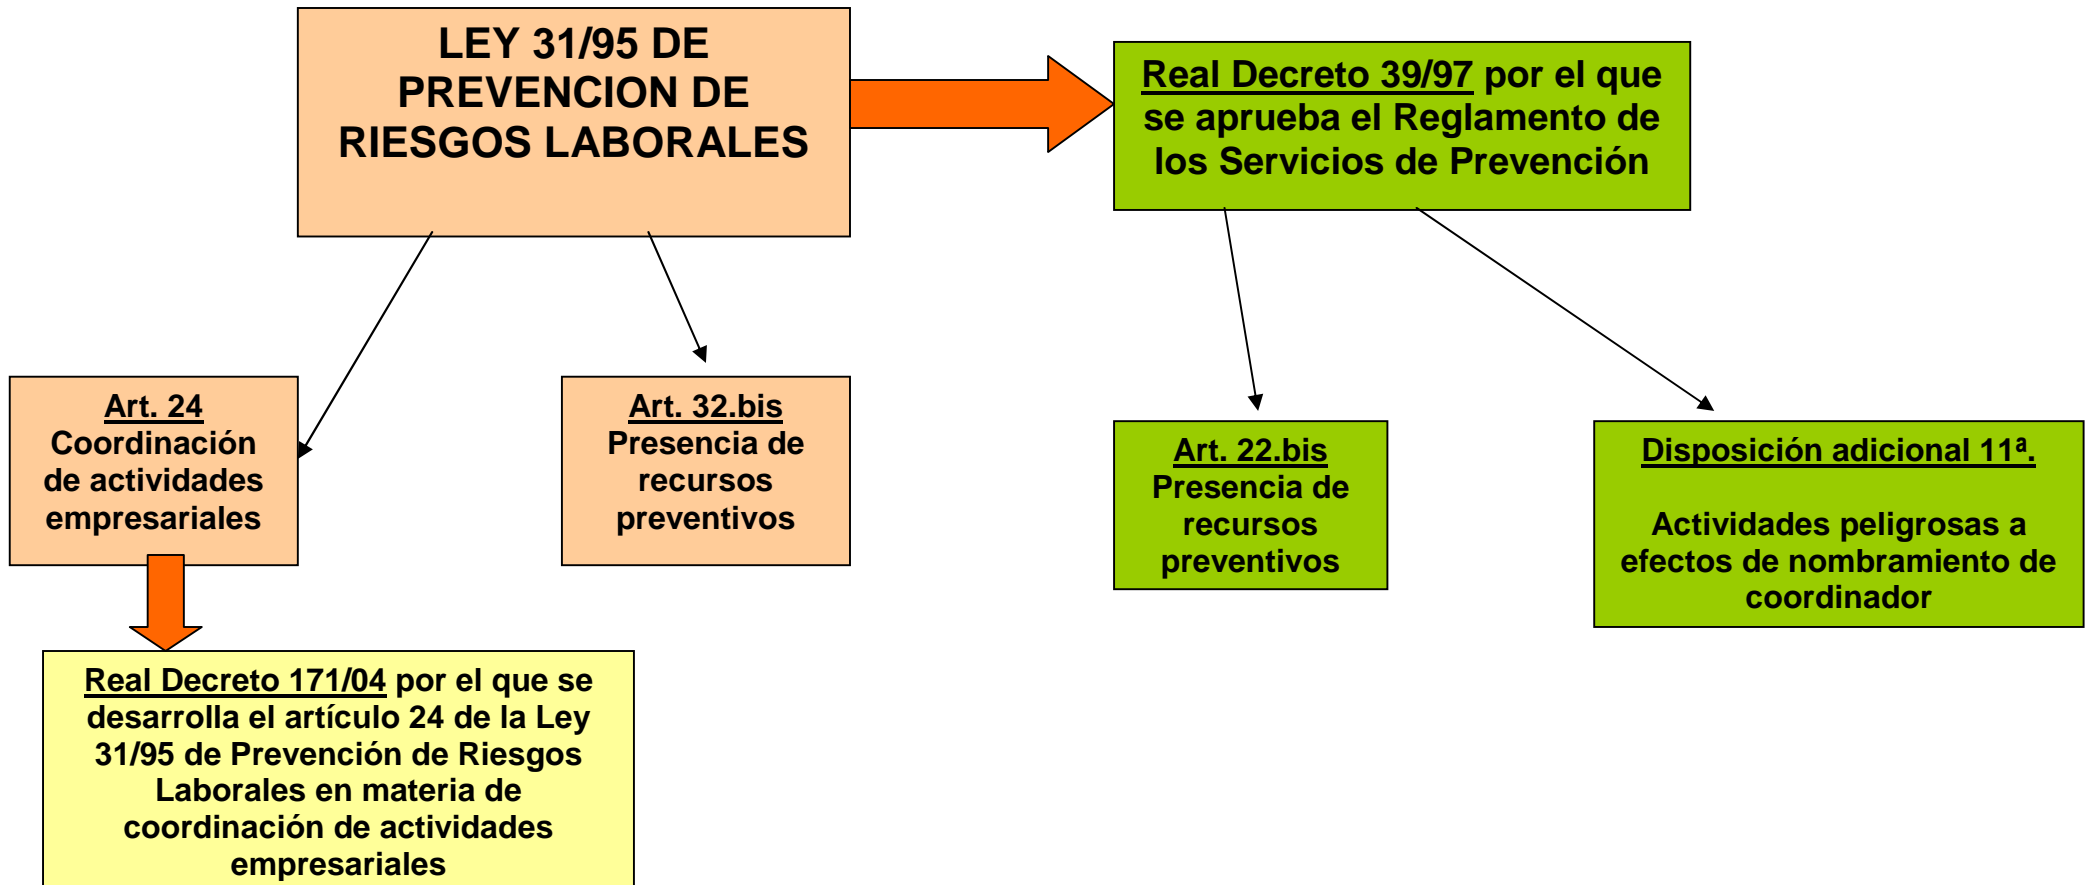 LEY 31/95 DE
PREVENCION DE
RIESGOS LABORALES
Real Decreto 39/97 por el que
se aprueba el Reglamento de
los Servicios de Prevención
Art. 24
Coordinación
de actividades
empresariales
Art. 32.bis
Presencia de
recursos
preventivos
Art. 22.bis
Presencia de
recursos
preventivos
Disposición adicional 11ª.
Actividades peligrosas a
efectos de nombramiento de
coordinador
Real Decreto 171/04 por el que se
desarrolla el artículo 24 de la Ley
31/95 de Prevención de Riesgos
Laborales en materia de
coordinación de actividades
empresariales